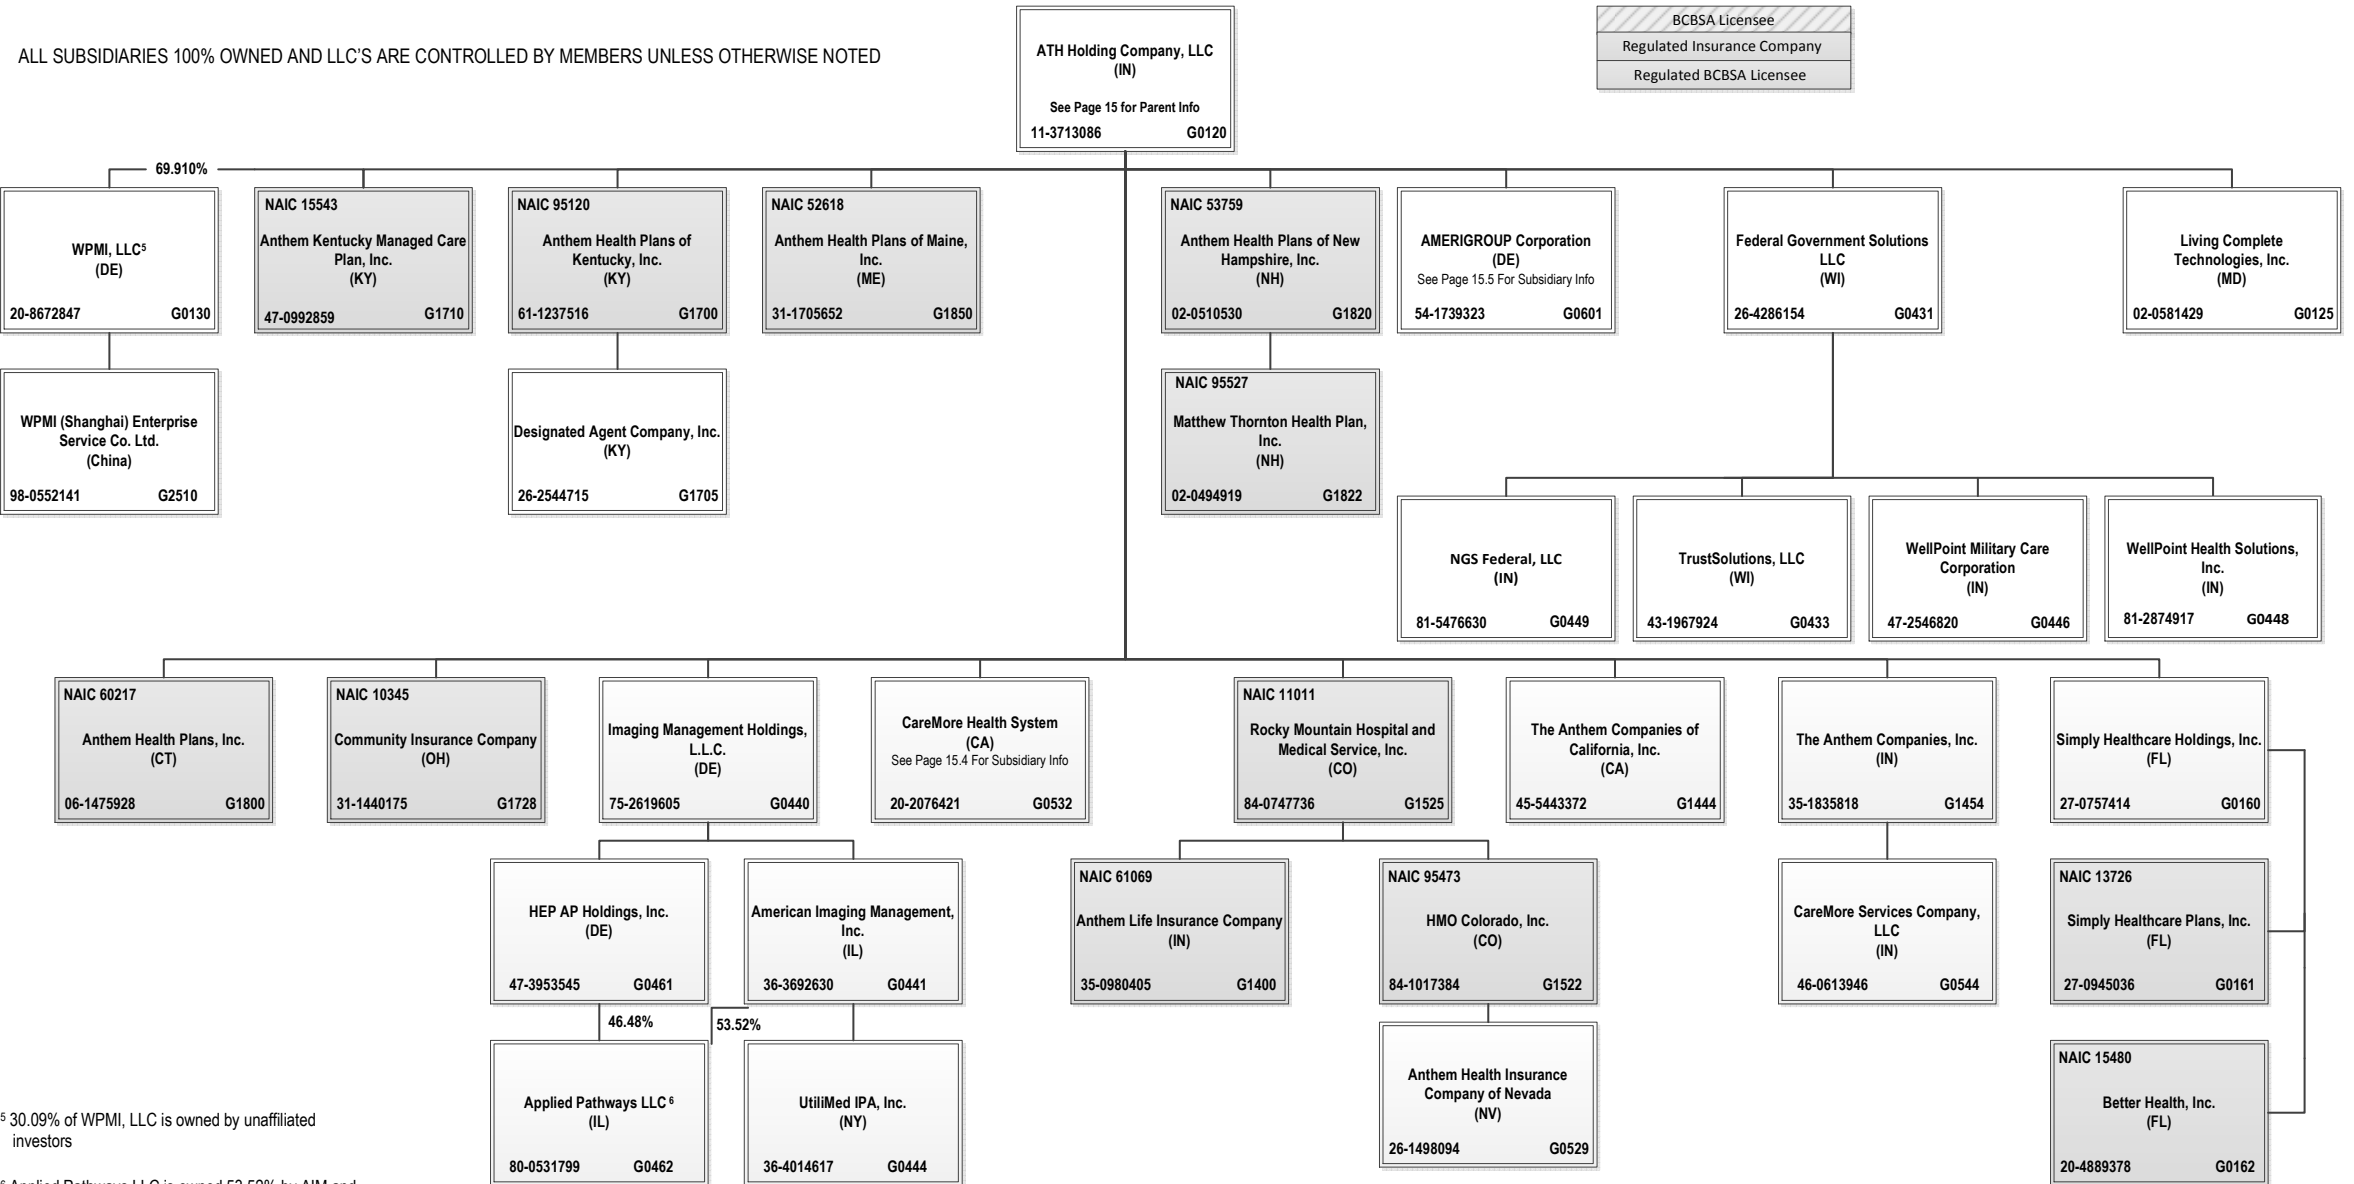 ALL SUBSIDIARIES 100% OWNED AND LLC'S ARE CONTROLLED BY MEMBERS UNLESS OTHERWISE NOTED
ATH Holding Company, LLC
(IN)
See Page 15 for Parent Info
11-3713086 G0120
BCBSA Licensee
Regulated Insurance Company
Regulated BCBSA Licensee
69.910%
WPMI, LLC⁵
(DE)
20-8672847 G0130
NAIC 15543
Anthem Kentucky Managed Care
Plan, Inc.
(KY)
47-0992859 G1710
NAIC 95120
Anthem Health Plans of
Kentucky, Inc.
(KY)
61-1237516 G1700
NAIC 52618
Anthem Health Plans of Maine,
Inc.
(ME)
31-1705652 G1850
NAIC 53759
Anthem Health Plans of New
Hampshire, Inc.
(NH)
02-0510530 G1820
AMERIGROUP Corporation
(DE)
See Page 15.5 For Subsidiary Info
54-1739323 G0601
Federal Government Solutions
LLC
(WI)
26-4286154 G0431
Living Complete
Technologies, Inc.
(MD)
02-0581429 G0125
WPMI (Shanghai) Enterprise
Service Co. Ltd.
(China)
98-0552141 G2510
Designated Agent Company, Inc.
(KY)
26-2544715 G1705
NAIC 95527
Matthew Thornton Health Plan,
Inc.
(NH)
02-0494919 G1822
NGS Federal, LLC
(IN)
81-5476630 G0449
TrustSolutions, LLC
(WI)
43-1967924 G0433
WellPoint Military Care
Corporation
(IN)
47-2546820 G0446
WellPoint Health Solutions,
Inc.
(IN)
81-2874917 G0448
NAIC 60217
Anthem Health Plans, Inc.
(CT)
06-1475928 G1800
NAIC 10345
Community Insurance Company
(OH)
31-1440175 G1728
Imaging Management Holdings,
L.L.C.
(DE)
75-2619605 G0440
CareMore Health System
(CA)
See Page 15.4 For Subsidiary Info
20-2076421 G0532
NAIC 11011
Rocky Mountain Hospital and
Medical Service, Inc.
(CO)
84-0747736 G1525
The Anthem Companies of
California, Inc.
(CA)
45-5443372 G1444
The Anthem Companies, Inc.
(IN)
35-1835818 G1454
Simply Healthcare Holdings, Inc.
(FL)
27-0757414 G0160
HEP AP Holdings, Inc.
(DE)
47-3953545 G0461
American Imaging Management,
Inc.
(IL)
36-3692630 G0441
NAIC 61069
Anthem Life Insurance Company
(IN)
35-0980405 G1400
NAIC 95473
HMO Colorado, Inc.
(CO)
84-1017384 G1522
CareMore Services Company,
LLC
(IN)
46-0613946 G0544
NAIC 13726
Simply Healthcare Plans, Inc.
(FL)
27-0945036 G0161
46.48%
53.52%
Applied Pathways LLC ⁶
(IL)
80-0531799 G0462
UtiliMed IPA, Inc.
(NY)
36-4014617 G0444
Anthem Health Insurance
Company of Nevada
(NV)
26-1498094 G0529
NAIC 15480
Better Health, Inc.
(FL)
20-4889378 G0162
⁵ 30.09% of WPMI, LLC is owned by unaffiliated
investors
⁶ Applied Pathways LLC is owned 53.52% by AIM and